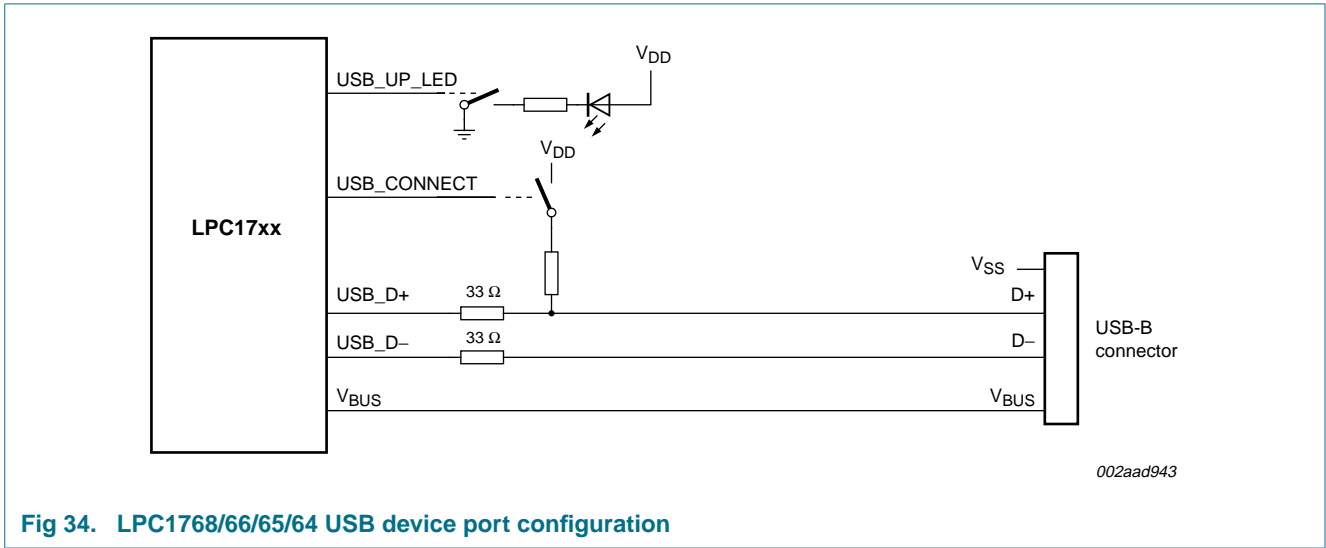 USB_UP_LED
VDD
VDD
USB_CONNECT
LPC17xx
VSS
USB_D+
33 Ω
D+
USB-B
connector
USB_D−
33 Ω
D−
VBUS
VBUS
002aad943
Fig 34. LPC1768/66/65/64 USB device port configuration